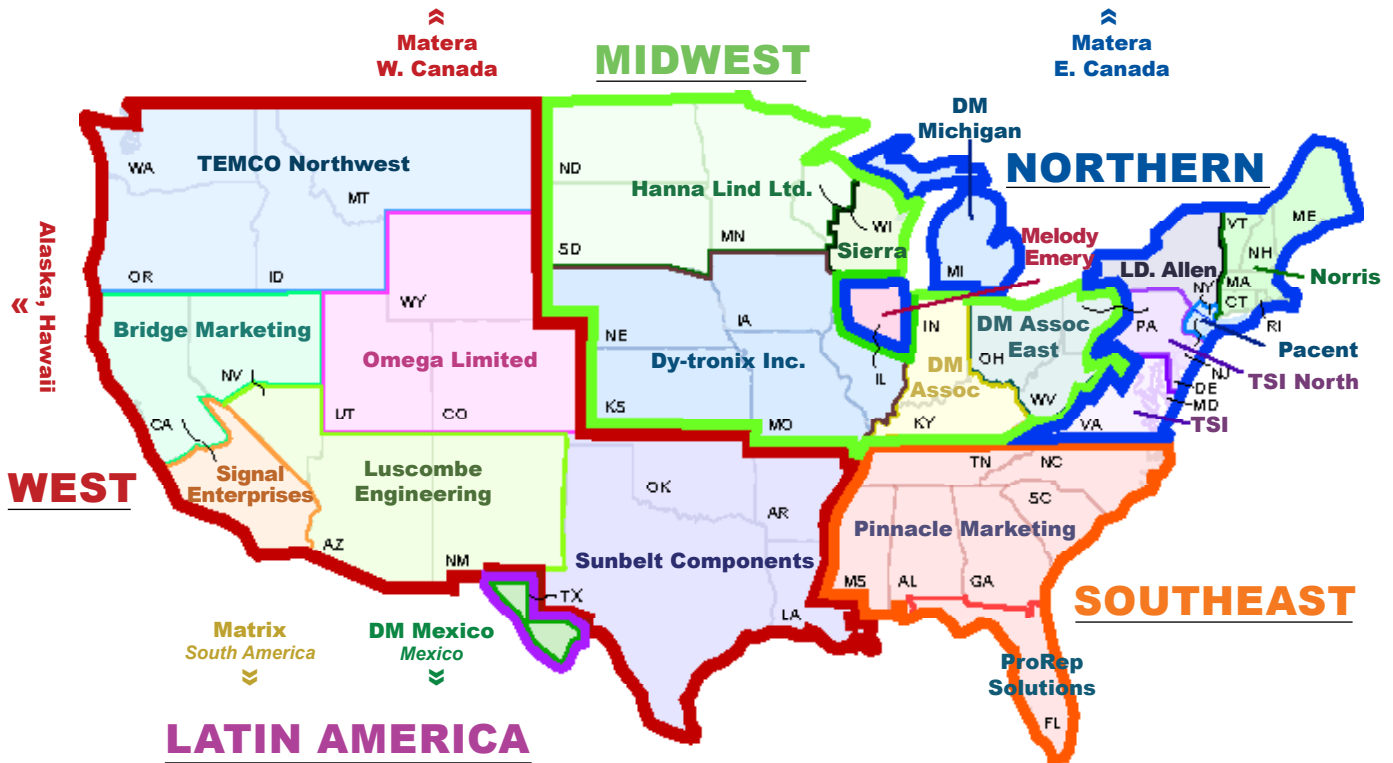 Matera
W. Canada
MIDWEST
Matera
E. Canada
DM
Michigan
NORTHERN
WA
TEMCO Northwest
MT
OR
ID
ND
Hanna Lind Ltd.
SD
MN
WI
Sierra
MI
Melody
Emery
LD. Allen
NY
VT
ME
NH
MA
CT
RI
Norris
Alaska, Hawaii
«
Bridge Marketing
NV
CA
WY
Omega Limited
UT
CO
NE
IA
Dy-tronix Inc.
KS
MO
IL
IN
DM
Assoc
KY
DM Assoc
East
OH
WV
PA
Pacent
NJ
TSI North
DE
MD
TSI
VA
WEST
Signal
Enterprises
Luscombe
Engineering
AZ
NM
OK
AR
Sunbelt Components
TX
LA
TN
NC
SC
Pinnacle Marketing
MS
AL
GA
SOUTHEAST
ProRep
Solutions
FL
Matrix
South America
DM Mexico
Mexico
LATIN AMERICA